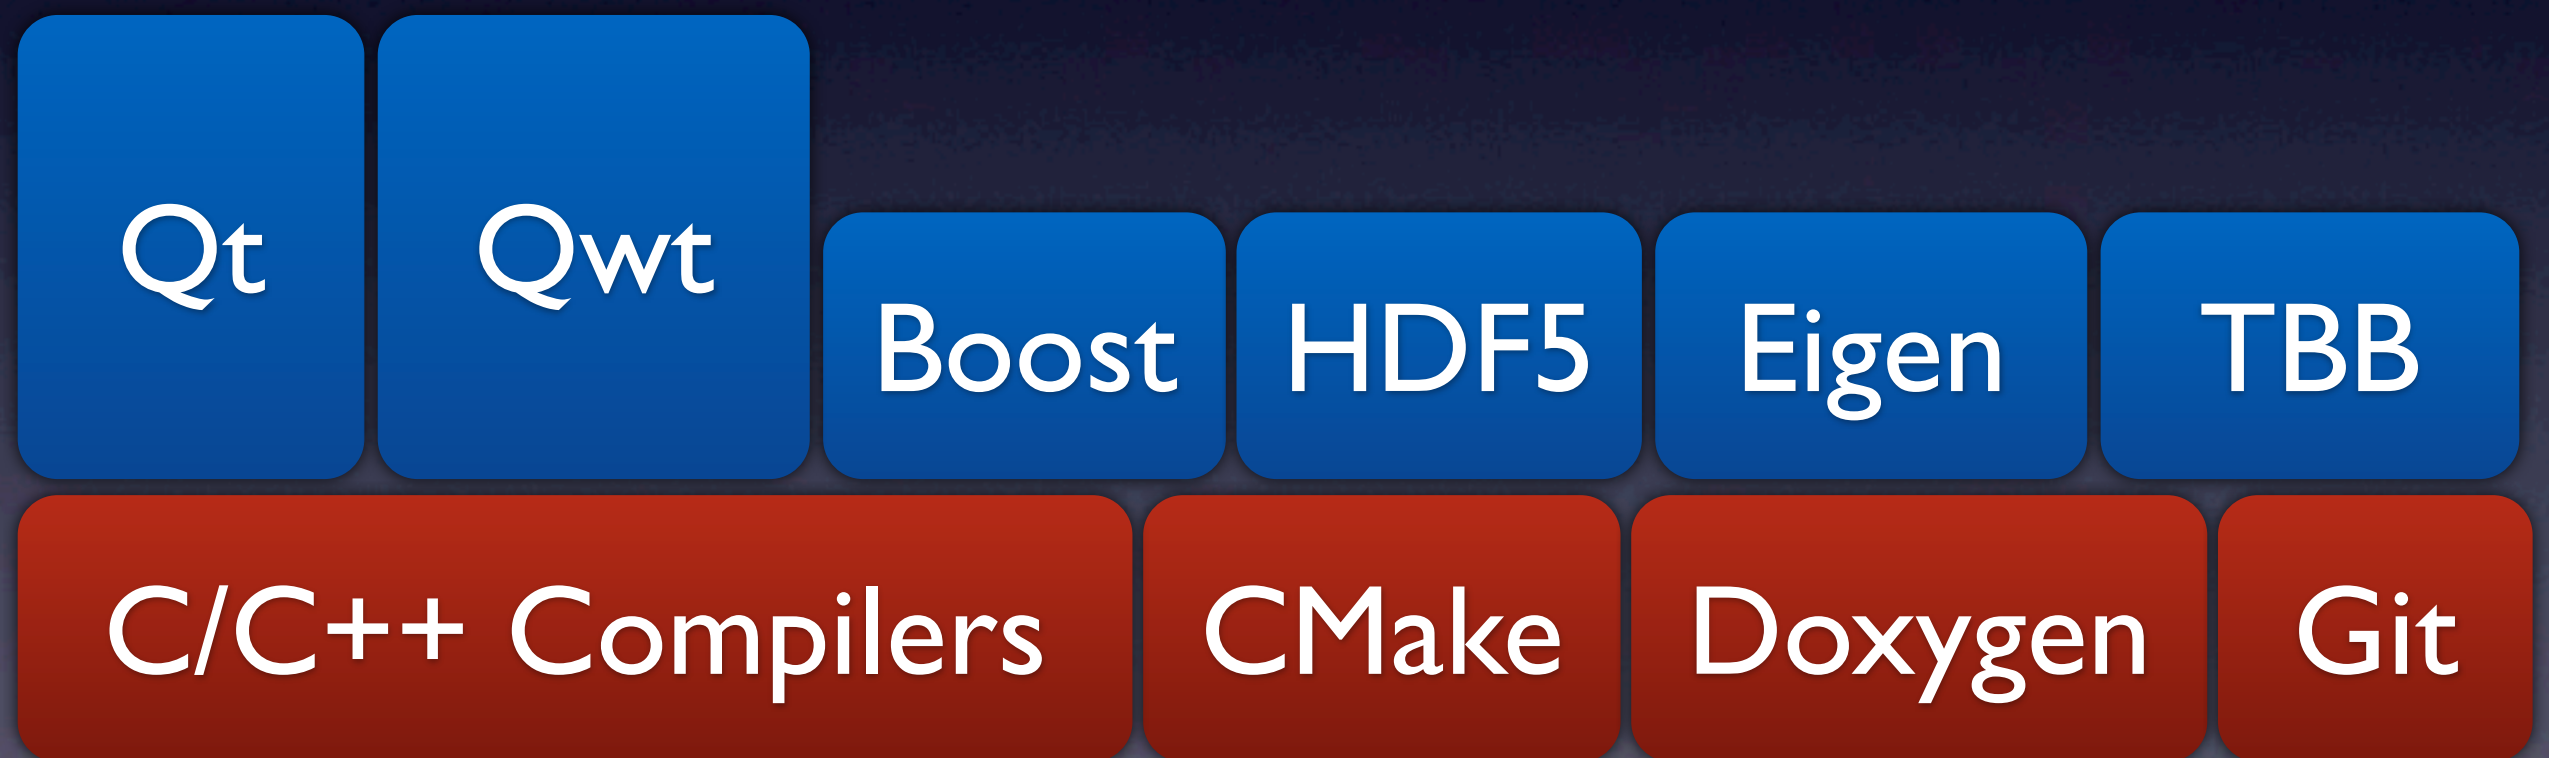 Qt
Qwt
Boost
HDF5
Eigen
TBB
C/C++ Compilers
CMake
Doxygen
Git